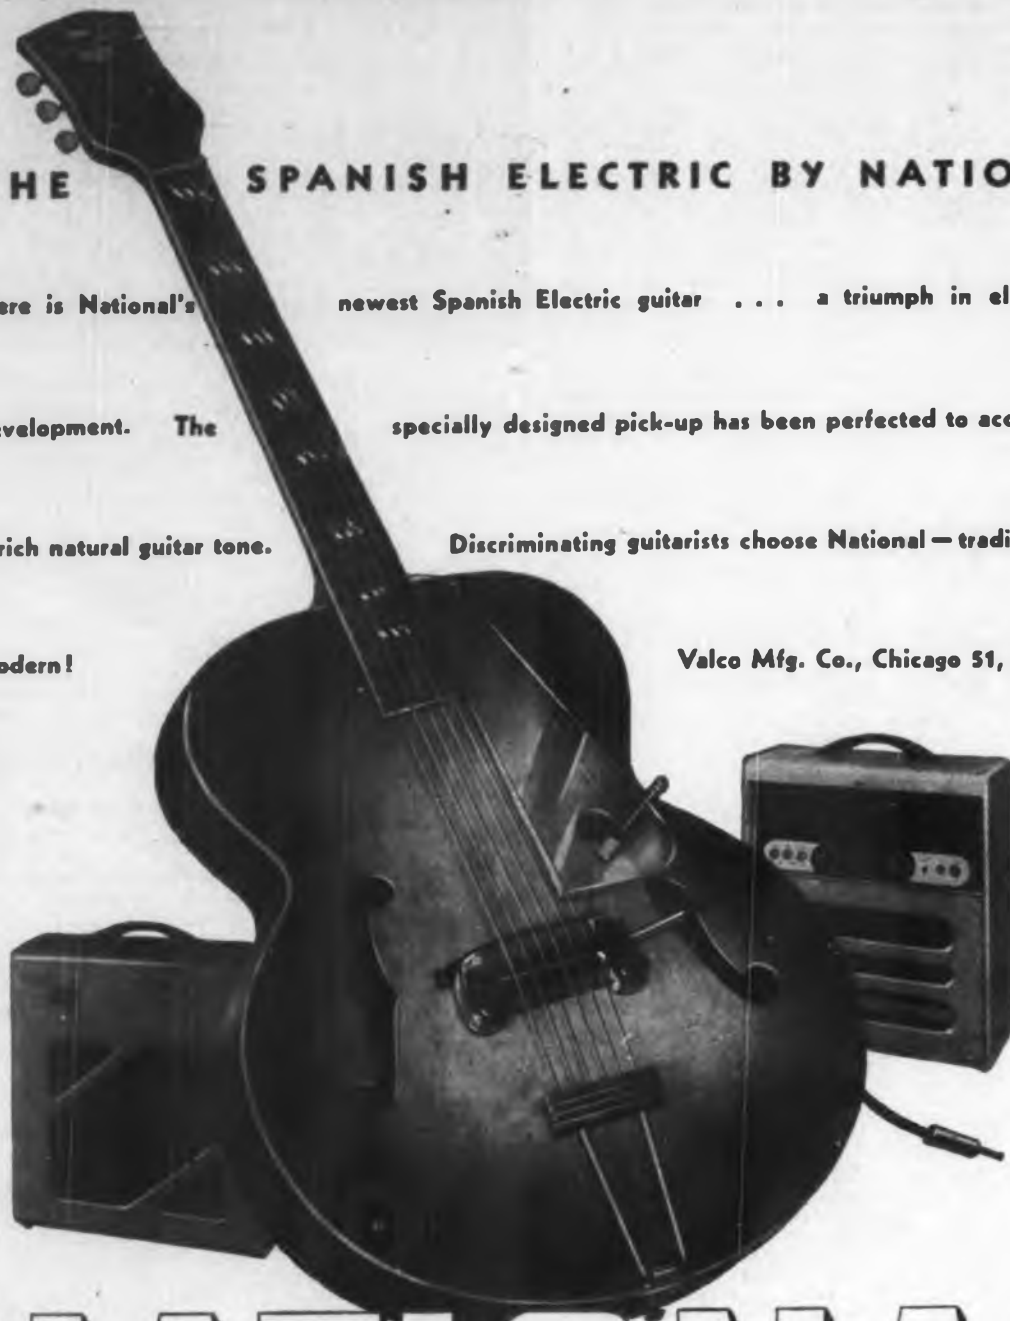 HE SPANISH ELECTRIC BY NATIO
ere is National's newest Spanish Electric guitar . . . a triumph in el
velopment. The specially designed pick-up has been perfected to acc
rich natural guitar tone. Discriminating guitarists choose National — tradi
odern! Valco Mfg. Co., Chicago 51,